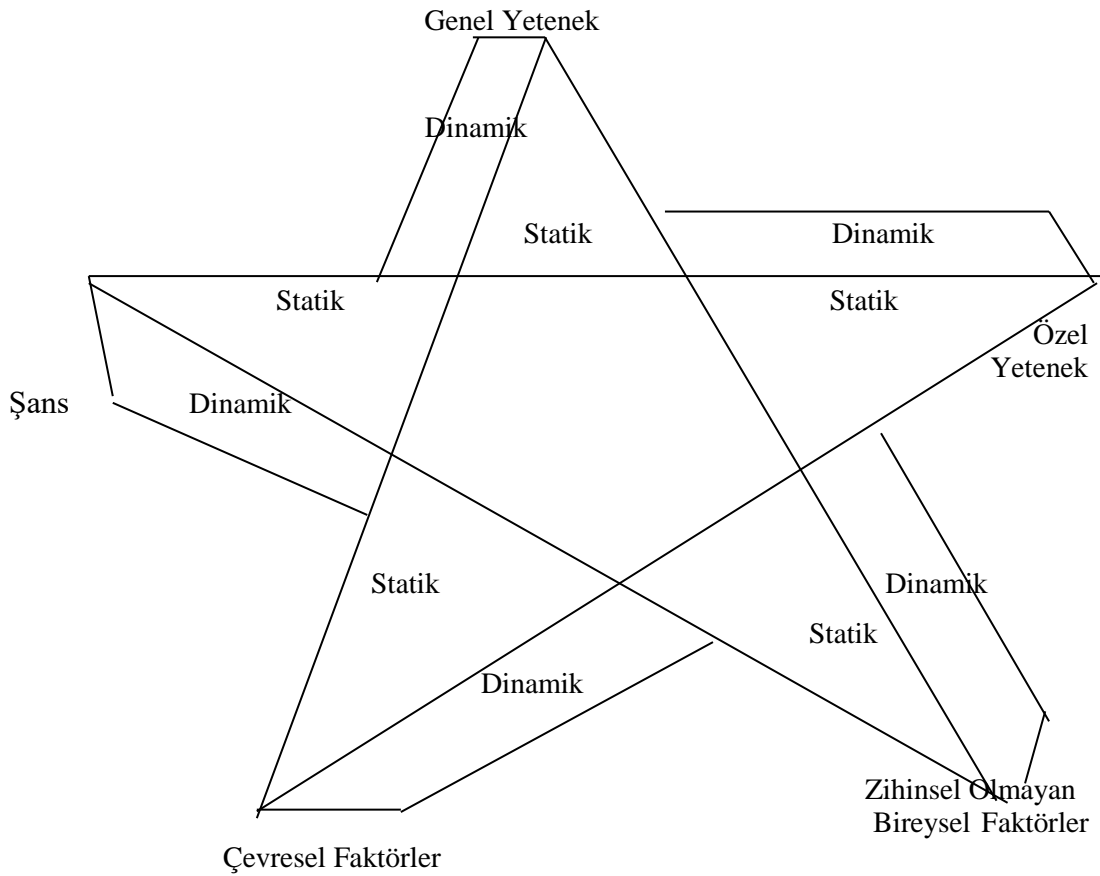 Genel Yetenek
Dinamik
Statik
Dinamik
Statik
Statik
Özel
Yetenek
Şans
Dinamik
Statik
Dinamik
Statik
Dinamik
Zihinsel Olmayan
Bireysel Faktörler
Çevresel Faktörler